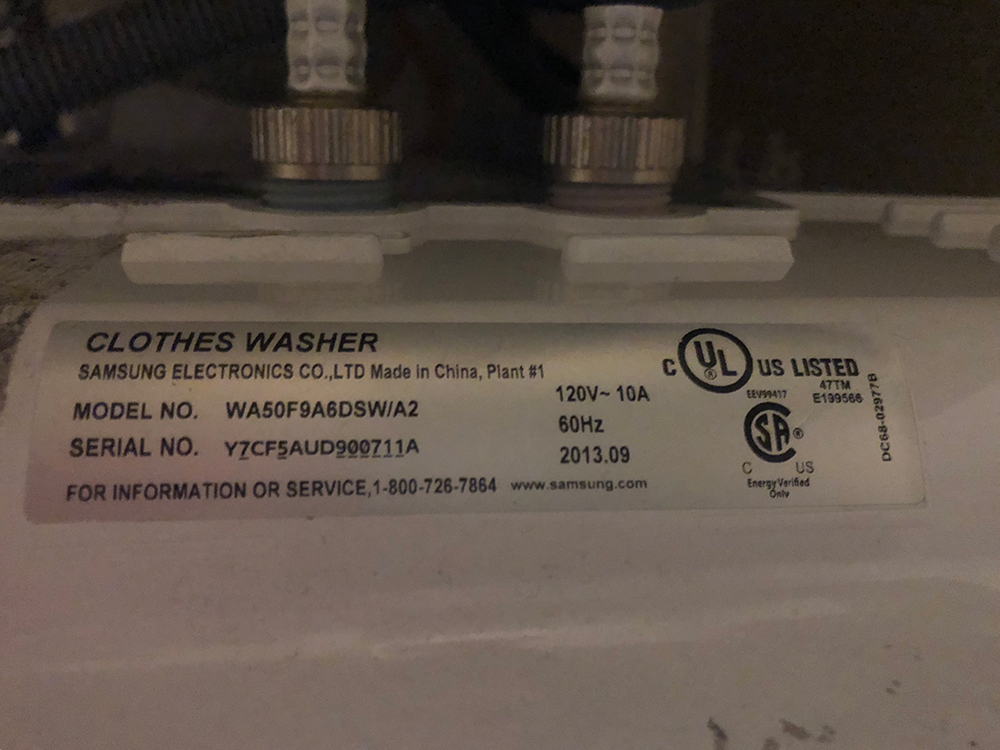 CLOTHES WASHER
SAMSUNG ELECTRONICS CO.,LTD Made in China, Plant #1
MODEL NO. WA50F9A6DSW/A2
SERIAL NO. Y7CF5AUD900711A
FOR INFORMATION OR SERVICE,1-800-726-7864 www.samsung.com
120V~ 10A
60Hz
2013.09
C UL ® US LISTED
47TM
EEV99417 E199566
SA ®
C US
Energy Verified
Only
DC68-02977B